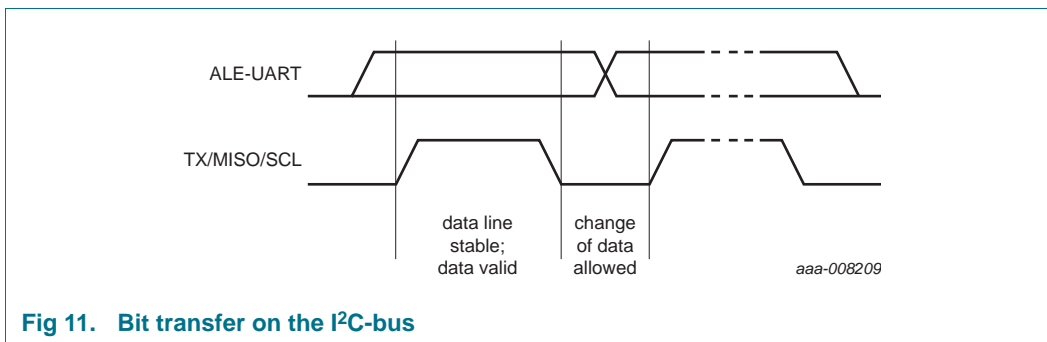 ALE-UART
TX/MISO/SCL
data line
stable;
data valid
change
of data
allowed
aaa-008209
Fig 11. Bit transfer on the I²C-bus